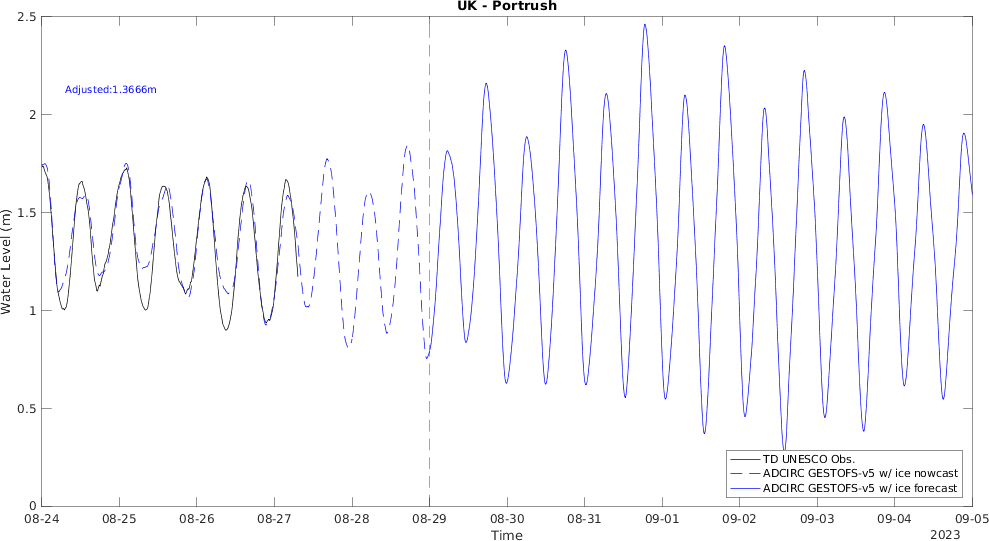 UK - Portrush
2.5
2
1.5
1
0.5
0
Water Level (m)
Adjusted:1.3666m
TD UNESCO Obs.
ADCIRC GESTOFS-v5 w/ ice nowcast
ADCIRC GESTOFS-v5 w/ ice forecast
08-24 08-25 08-26 08-27 08-28 08-29 08-30 08-31 09-01 09-02 09-03 09-04 09-05
Time
2023